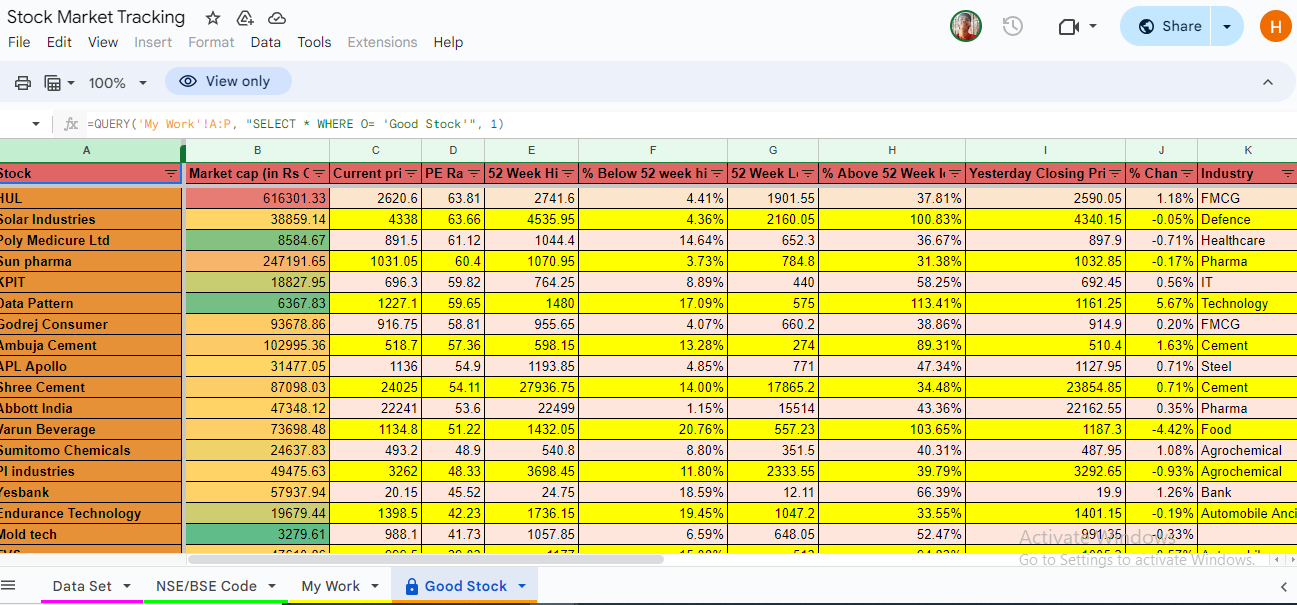 Stock Market Tracking
File Edit View Insert Format Data Tools Extensions Help
Share
H
100% View only
fx =QUERY('My Work'!A:P, "SELECT * WHERE O= 'Good Stock'", 1)
A B C D E F G H I J K
Stock Market cap (in Rs C Current pri PE Ra 52 Week Hi % Below 52 week hi 52 Week L % Above 52 Week l Yesterday Closing Pri % Chan Industry
HUL 616301.33 2620.6 63.81 2741.6 4.41% 1901.55 37.81% 2590.05 1.18% FMCG
Solar Industries 38859.14 4338 63.66 4535.95 4.36% 2160.05 100.83% 4340.15 -0.05% Defence
Poly Medicure Ltd 8584.67 891.5 61.12 1044.4 14.64% 652.3 36.67% 897.9 -0.71% Healthcare
Sun pharma 247191.65 1031.05 60.4 1070.95 3.73% 784.8 31.38% 1032.85 -0.17% Pharma
KPIT 18827.95 696.3 59.82 764.25 8.89% 440 58.25% 692.45 0.56% IT
Data Pattern 6367.83 1227.1 59.65 1480 17.09% 575 113.41% 1161.25 5.67% Technology
Godrej Consumer 93678.86 916.75 58.81 955.65 4.07% 660.2 38.86% 914.9 0.20% FMCG
Ambuja Cement 102995.36 518.7 57.36 598.15 13.28% 274 89.31% 510.4 1.63% Cement
APL Apollo 31477.05 1136 54.9 1193.85 4.85% 771 47.34% 1127.95 0.71% Steel
Shree Cement 87098.03 24025 54.11 27936.75 14.00% 17865.2 34.48% 23854.85 0.71% Cement
Abbott India 47348.12 22241 53.6 22499 1.15% 15514 43.36% 22162.55 0.35% Pharma
Varun Beverage 73698.48 1134.8 51.22 1432.05 20.76% 557.23 103.65% 1187.3 -4.42% Food
Sumitomo Chemicals 24637.83 493.2 48.9 540.8 8.80% 351.5 40.31% 487.95 1.08% Agrochemical
PI industries 49475.63 3262 48.33 3698.45 11.80% 2333.55 39.79% 3292.65 -0.93% Agrochemical
Yesbank 57937.94 20.15 45.52 24.75 18.59% 12.11 66.39% 19.9 1.26% Bank
Endurance Technology 19679.44 1398.5 42.23 1736.15 19.45% 1047.2 33.55% 1401.15 -0.19% Automobile Anci
Mold tech 3279.61 988.1 41.73 1057.85 6.59% 648.05 52.47% 991.35 -0.33%
Activate Windows
Go to Settings to activate Windows.
Data Set NSE/BSE Code My Work Good Stock